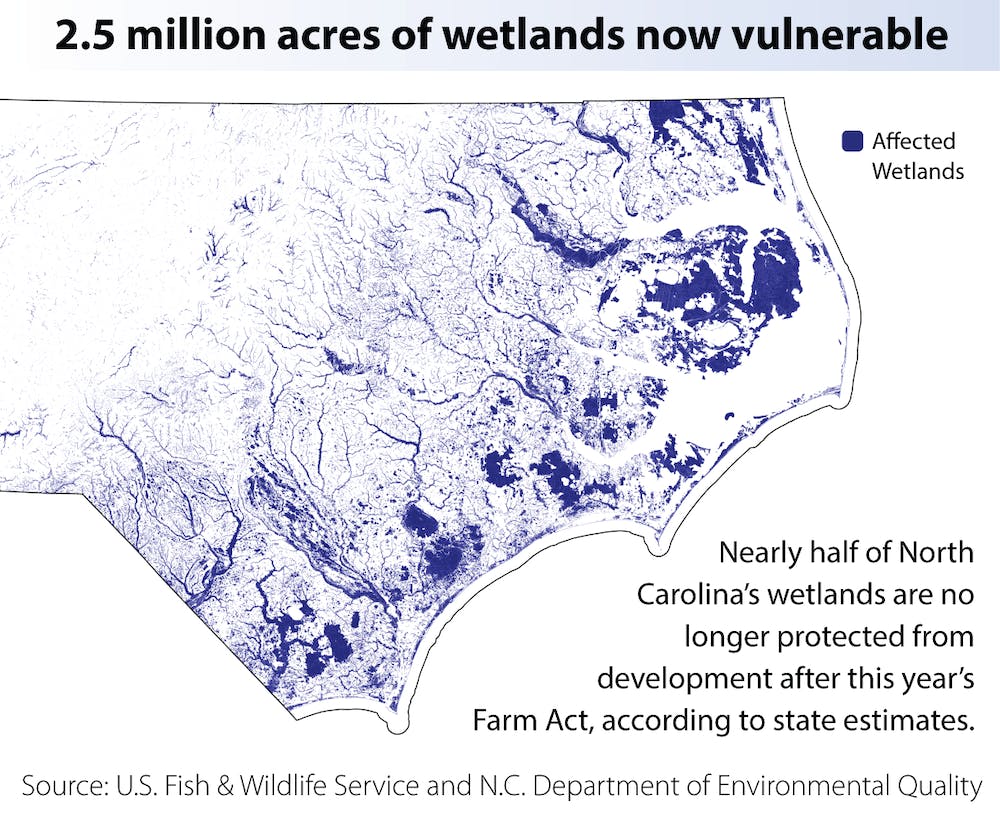 2.5 million acres of wetlands now vulnerable
Affected
Wetlands
Nearly half of North
Carolina’s wetlands are no
longer protected from
development after this year’s
Farm Act, according to state estimates.
Source: U.S. Fish & Wildlife Service and N.C. Department of Environmental Quality